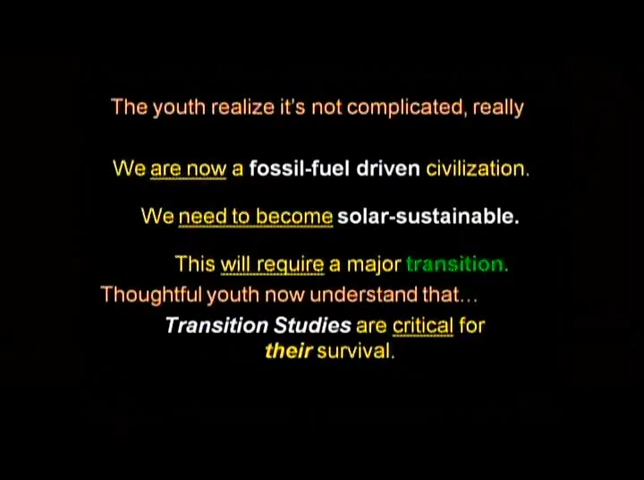 The youth realize it's not complicated, really
We are now a fossil-fuel driven civilization.
We need to become solar-sustainable.
This will require a major transition.
Thoughtful youth now understand that...
Transition Studies are critical for
their survival.